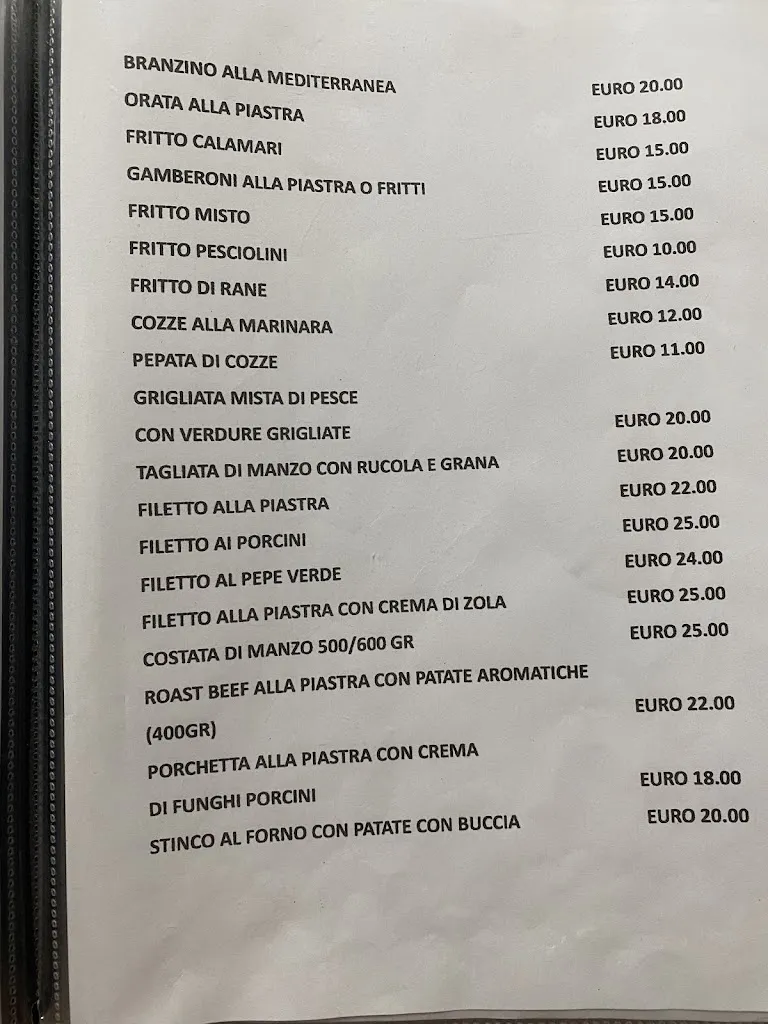 BRANZINO ALLA MEDITERRANEA EURO 20.00
ORATA ALLA PIASTRA EURO 18.00
FRITTO CALAMARI EURO 15.00
GAMBERONI ALLA PIASTRA O FRITTI EURO 15.00
FRITTO MISTO EURO 15.00
FRITTO PESCIOLINI EURO 10.00
FRITTO DI RANE EURO 14.00
COZZE ALLA MARINARA EURO 12.00
PEPATA DI COZZE EURO 11.00
GRIGLIATA MISTA DI PESCE
CON VERDURE GRIGLIATE EURO 20.00
TAGLIATA DI MANZO CON RUCOLA E GRANA EURO 20.00
FILETTO ALLA PIASTRA EURO 22.00
FILETTO AI PORCINI EURO 25.00
FILETTO AL PEPE VERDE EURO 24.00
FILETTO ALLA PIASTRA CON CREMA DI ZOLA EURO 25.00
COSTATA DI MANZO 500/600 GR EURO 25.00
ROAST BEEF ALLA PIASTRA CON PATATE AROMATICHE
(400GR) EURO 22.00
PORCHETTA ALLA PIASTRA CON CREMA
DI FUNGHI PORCINI EURO 18.00
STINCO AL FORNO CON PATATE CON BUCCIA EURO 20.00